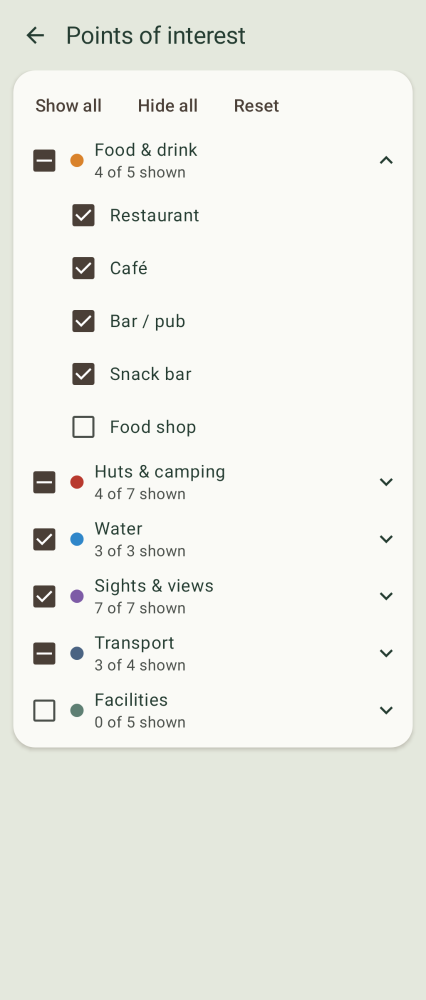 Points of interest
Show all Hide all Reset
Food & drink
4 of 5 shown
Restaurant
Café
Bar / pub
Snack bar
Food shop
Huts & camping
4 of 7 shown
Water
3 of 3 shown
Sights & views
7 of 7 shown
Transport
3 of 4 shown
Facilities
0 of 5 shown